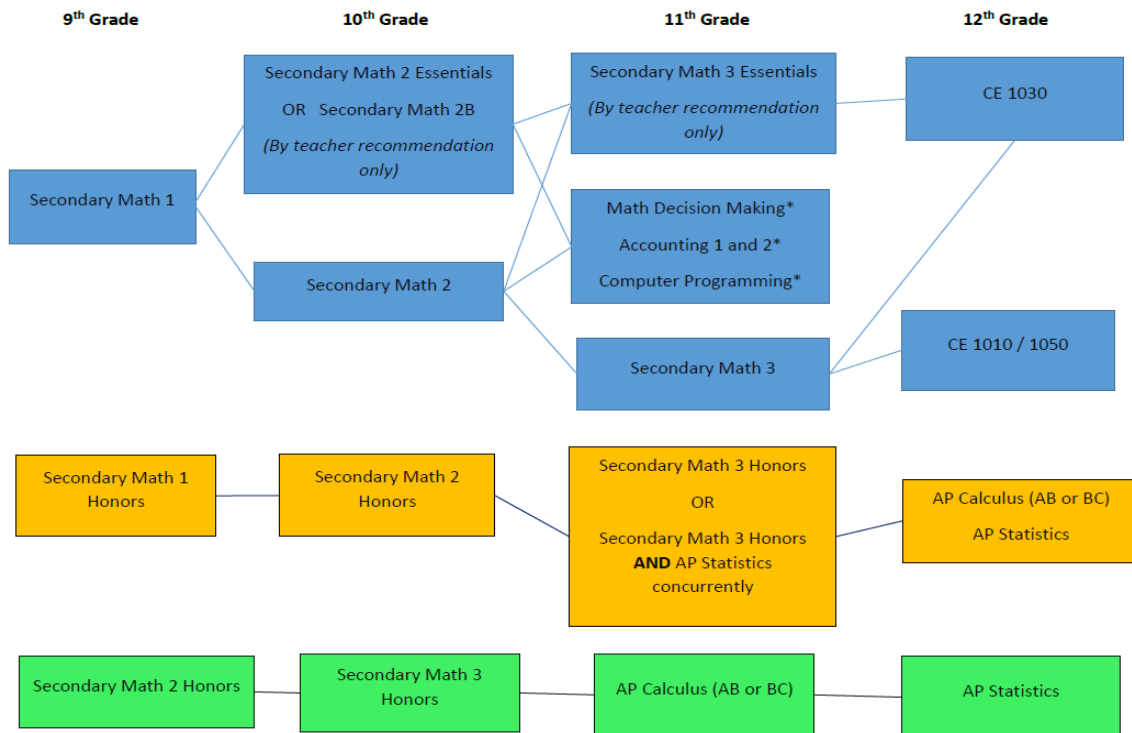 9th Grade
10th Grade
11th Grade
12th Grade
Secondary Math 1
Secondary Math 2 Essentials
OR Secondary Math 2B
(By teacher recommendation
only)
Secondary Math 2
Secondary Math 3 Essentials
(By teacher recommendation
only)
Math Decision Making*
Accounting 1 and 2*
Computer Programming*
Secondary Math 3
CE 1030
CE 1010 / 1050
Secondary Math 1
Honors
Secondary Math 2
Honors
Secondary Math 3 Honors
OR
Secondary Math 3 Honors
AND AP Statistics
concurrently
AP Calculus (AB or BC)
AP Statistics
Secondary Math 2 Honors
Secondary Math 3
Honors
AP Calculus (AB or BC)
AP Statistics